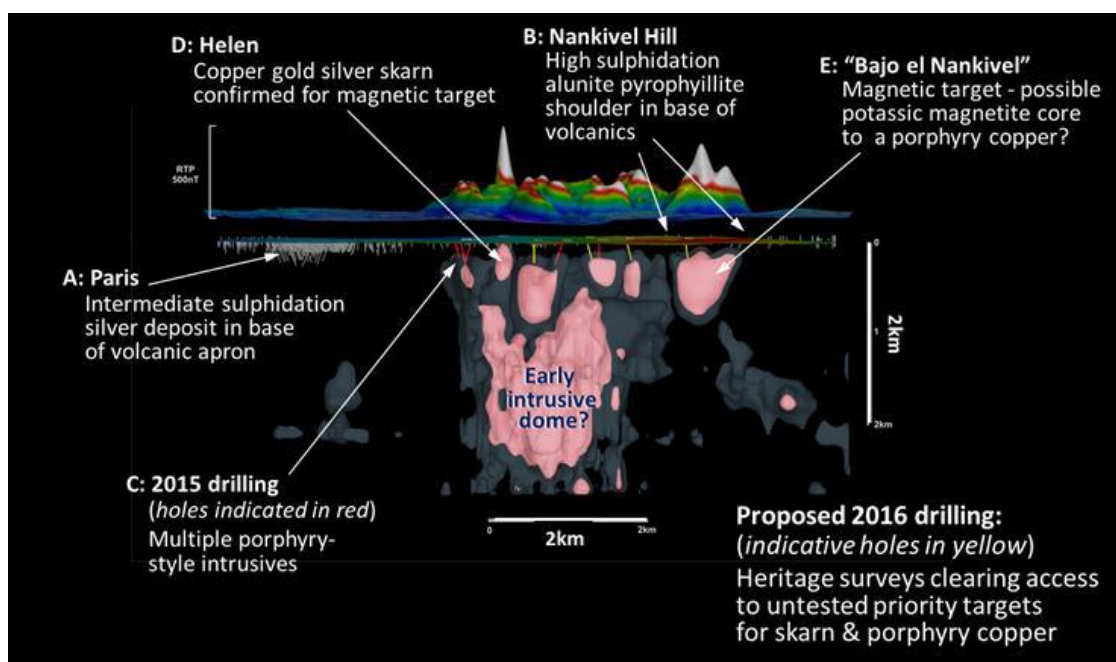 D: Helen
Copper gold silver skarn
confirmed for magnetic target
B: Nankivel Hill
High sulphidation
alunite pyrophyillite
shoulder in base of
volcanics
E: “Bajo el Nankivel”
Magnetic target - possible
potassic magnetite core
to a porphyry copper?
RTP
500nT
A: Paris
Intermediate sulphidation
silver deposit in base
of volcanic apron
0
1
2km
2km
Early
intrusive
dome?
C: 2015 drilling
(holes indicated in red)
Multiple porphyry-
style intrusives
0
2km
2km
Proposed 2016 drilling:
(indicative holes in yellow)
Heritage surveys clearing access
to untested priority targets
for skarn & porphyry copper